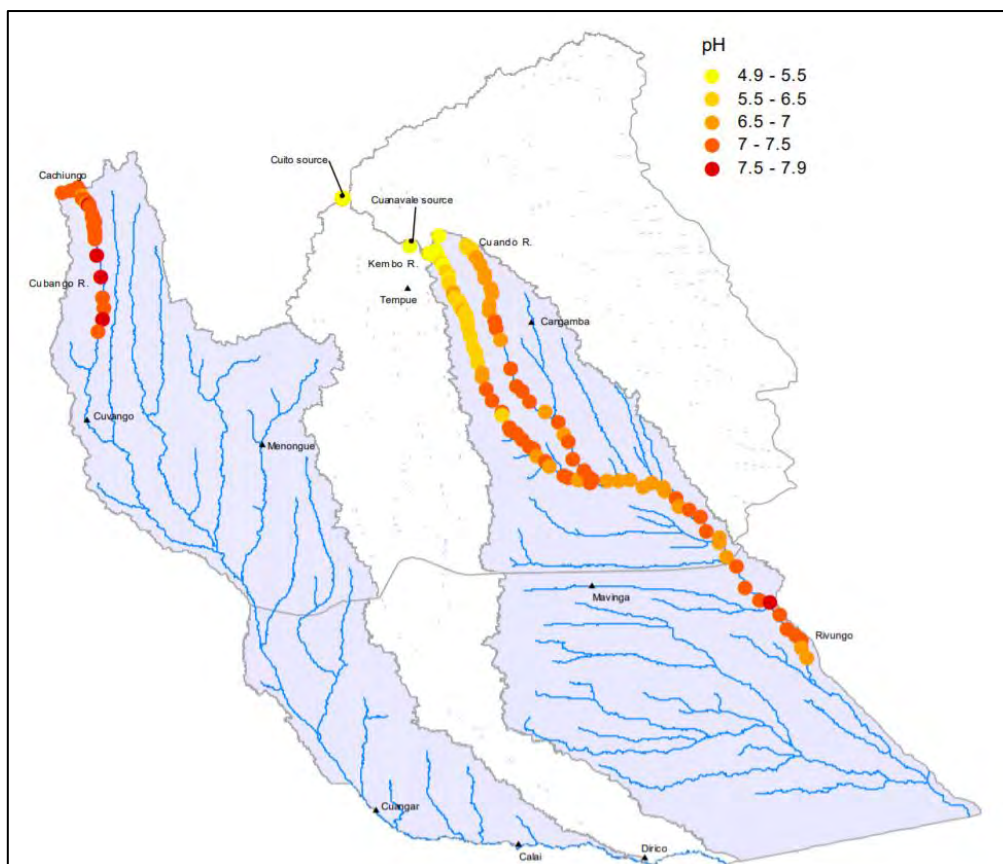 pH
4.9 - 5.5
5.5 - 6.5
6.5 - 7
7 - 7.5
7.5 - 7.9
Cuito source
Cachiungo
Cuanavale source
Cuando R.
Kembo R.
Cubango R.
Tempue
Cargamba
Cuvango
Menongue
Mavinga
Rivungo
Cuangar
Calai
Dirico